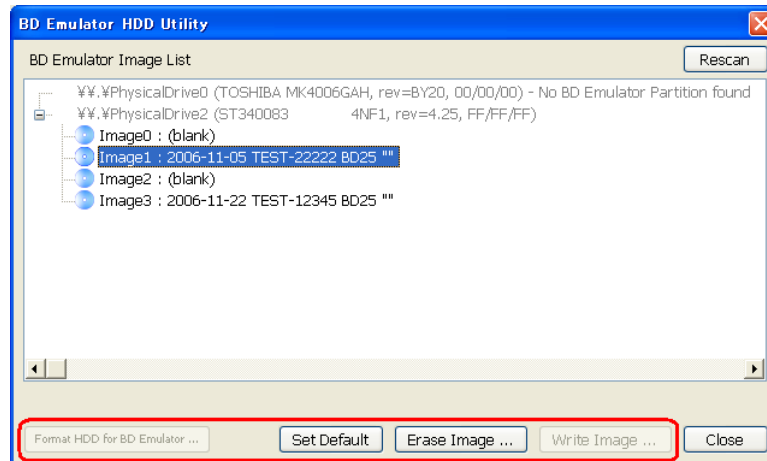 BD Emulator HDD Utility
BD Emulator Image List
Rescan
¥¥.¥PhysicalDrive0 (TOSHIBA MK4006GAH, rev=BY20, 00/00/00) - No BD Emulator Partition found
¥¥.¥PhysicalDrive2 (ST340083 4NF1, rev=4.25, FF/FF/FF)
Image0 : (blank)
Image1 : 2006-11-05 TEST-22222 BD25 ""
Image2 : (blank)
Image3 : 2006-11-22 TEST-12345 BD25 ""
Format HDD for BD Emulator ... Set Default Erase Image ... Write Image ... Close